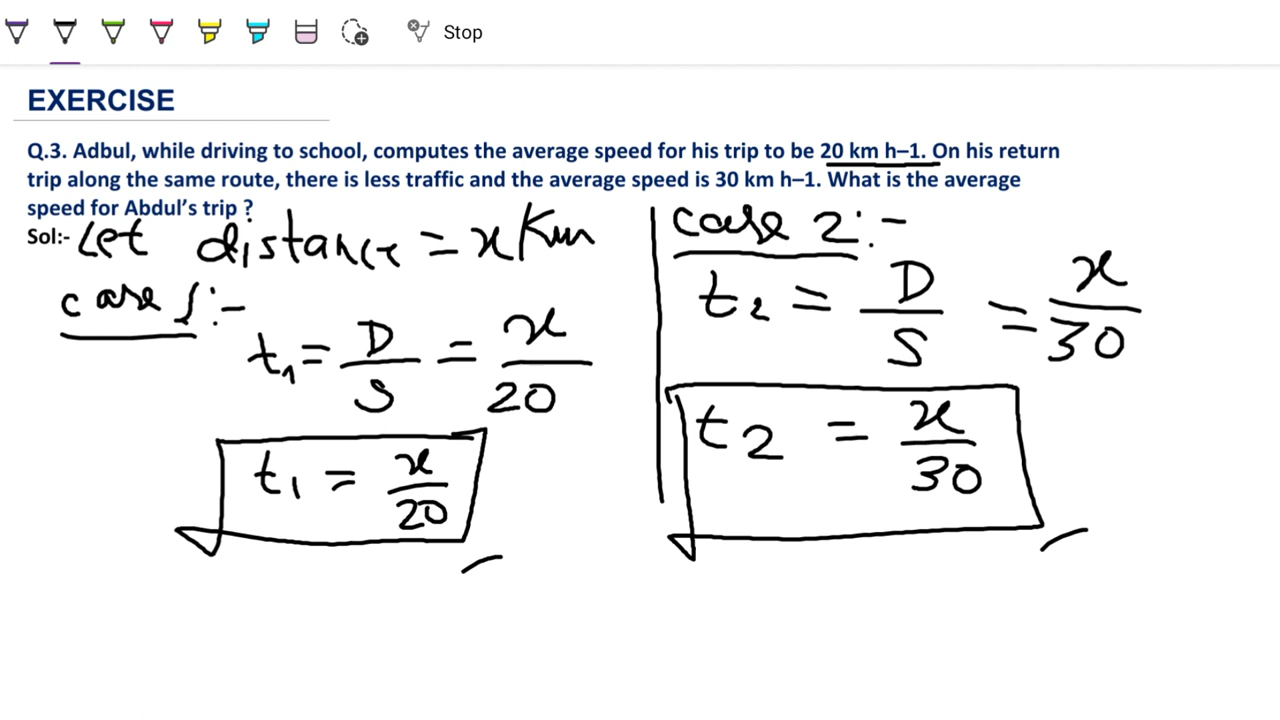 Stop
EXERCISE
Q.3. Adbul, while driving to school, computes the average speed for his trip to be 20 km h–1. On his return
trip along the same route, there is less traffic and the average speed is 30 km h–1. What is the average
speed for Abdul's trip ?
Sol:- Let distance = x Km
case 1:-
t₁ = D/S = x/20
t₁ = x/20
case 2:-
t₂ = D/S = x/30
t₂ = x/30